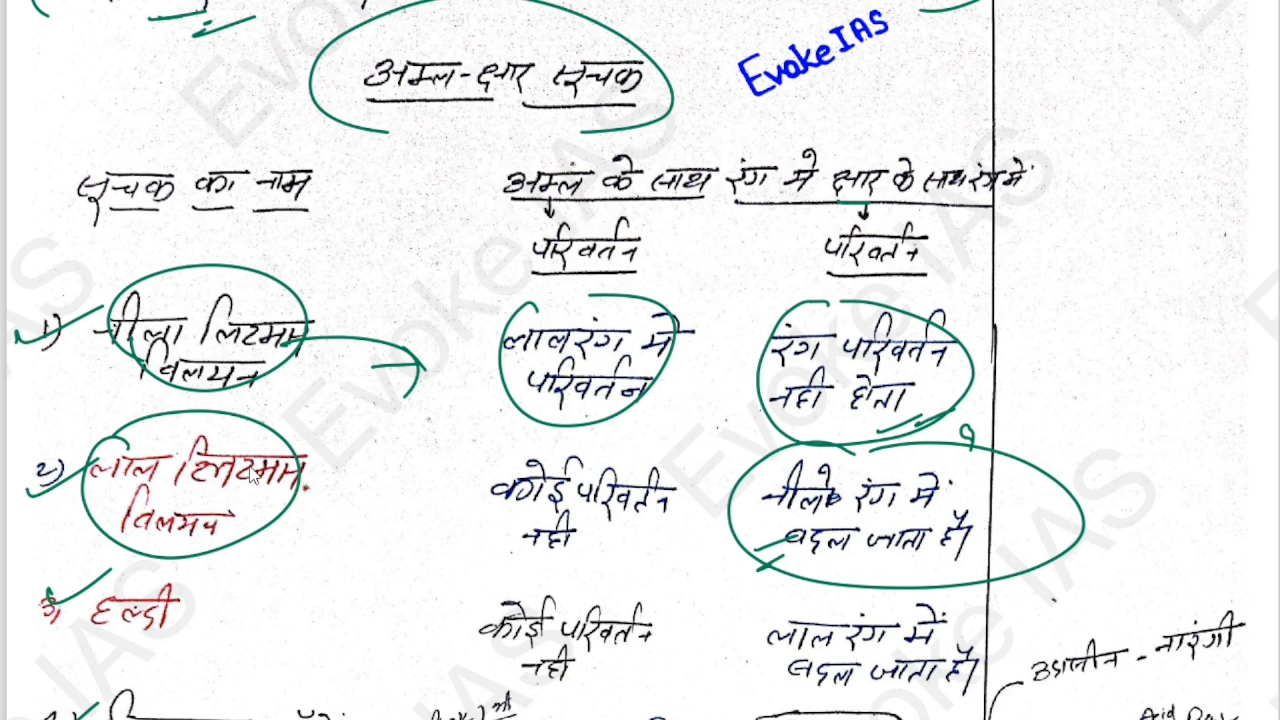 अम्ल-क्षार सूचक
Evoke IAS
सूचक का नाम
अम्ल के साथ रंग में क्षार के साथ रंग में
परिवर्तन परिवर्तन
1) नीला लिटमस लाल रंग में रंग परिवर्तन
विलयन परिवर्तन नही होता
2) लाल लिटमस कोई परिवर्तन नीले रंग में
विलयन नही बदल जाता है।
3) हल्दी कोई परिवर्तन लाल रंग में
नही बदल जाता है।
उदासीन - नारंगी